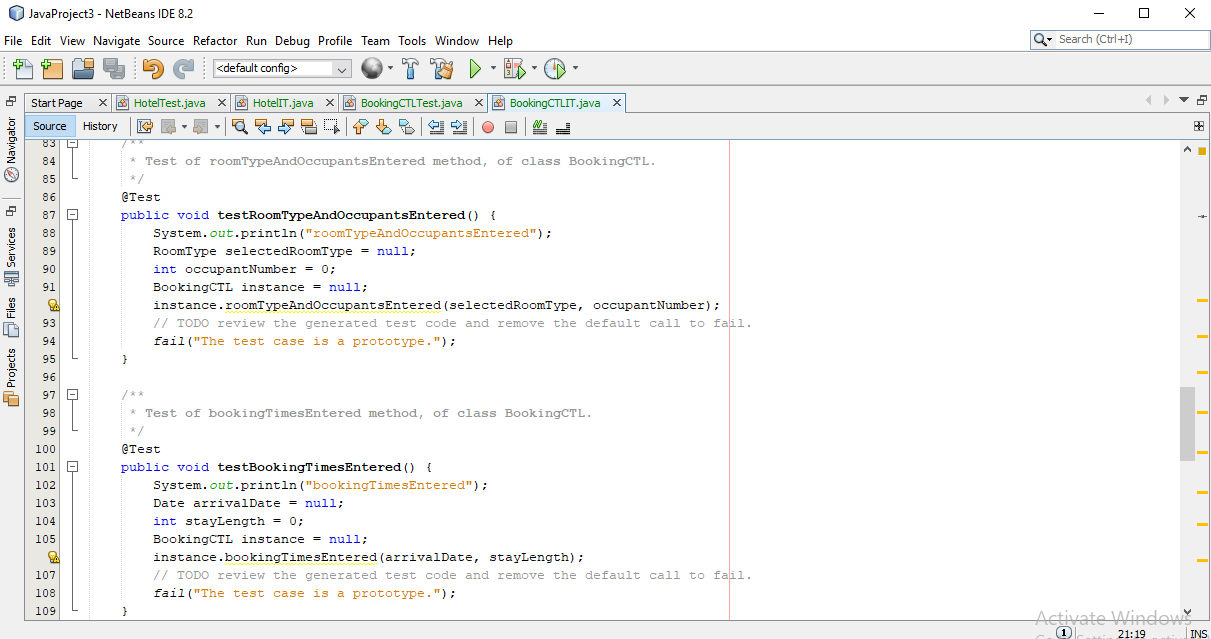 JavaProject3 - NetBeans IDE 8.2
File Edit View Navigate Source Refactor Run Debug Profile Team Tools Window Help
Search (Ctrl+I)
<default config>
Start Page HotelTest.java HotelIT.java BookingCTLTest.java BookingCTLIT.java
Source History
Navigator
Services
Files
Projects
83 /**
84 * Test of roomTypeAndOccupantsEntered method, of class BookingCTL.
85 */
86 @Test
87 public void testRoomTypeAndOccupantsEntered() {
88 System.out.println("roomTypeAndOccupantsEntered");
89 RoomType selectedRoomType = null;
90 int occupantNumber = 0;
91 BookingCTL instance = null;
instance.roomTypeAndOccupantsEntered(selectedRoomType, occupantNumber);
93 // TODO review the generated test code and remove the default call to fail.
94 fail("The test case is a prototype.");
95 }
96
97 /**
98 * Test of bookingTimesEntered method, of class BookingCTL.
99 */
100 @Test
101 public void testBookingTimesEntered() {
102 System.out.println("bookingTimesEntered");
103 Date arrivalDate = null;
104 int stayLength = 0;
105 BookingCTL instance = null;
instance.bookingTimesEntered(arrivalDate, stayLength);
107 // TODO review the generated test code and remove the default call to fail.
108 fail("The test case is a prototype.");
109 }
Activate Windows
1 21:19 INS